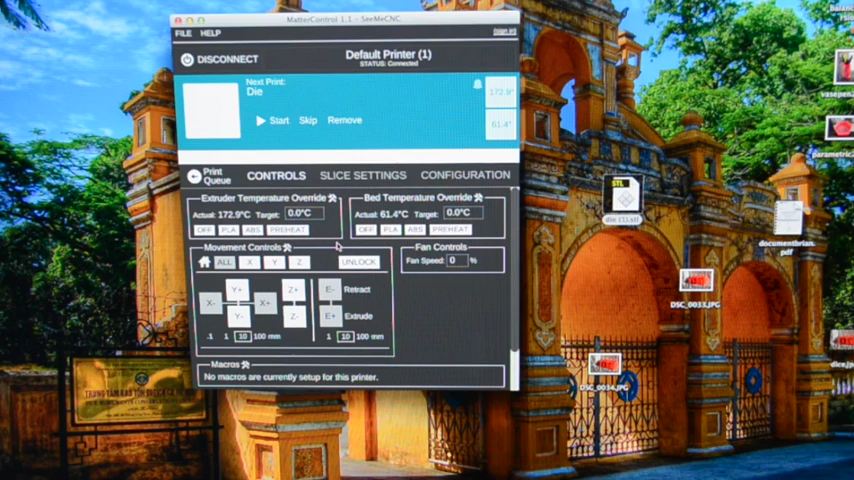 MatterControl 1.1 - SeeMeCNC
FILE HELP
(sign in)
DISCONNECT
Default Printer (1)
STATUS: Connected
Next Print:
Die
172.9°
61.4°
Start Skip Remove
Print Queue
CONTROLS SLICE SETTINGS CONFIGURATION
Extruder Temperature Override
Actual: 172.9°C Target: 0.0°C
OFF PLA ABS PREHEAT
Bed Temperature Override
Actual: 61.4°C Target: 0.0°C
OFF PLA ABS PREHEAT
Movement Controls
ALL X Y Z UNLOCK
Fan Controls
Fan Speed: 0 %
Y+
X- X+
Y-
Z+
Z-
E- Retract
E+ Extrude
.1 1 10 100 mm
1 10 100 mm
Macros
No macros are currently setup for this printer.
STL
die (1).stl
documentbrian.
pdf
DSC_0033.JPG
DSC_0034.JPG